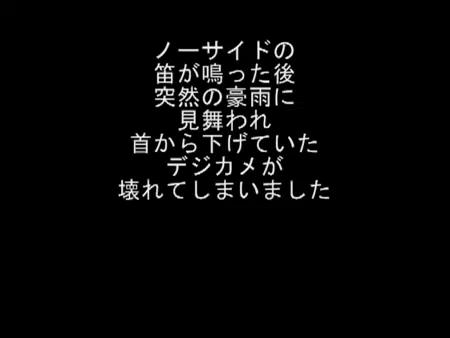 ノーサイドの
笛が鳴った後
突然の豪雨に
見舞われ
首から下げていた
デジカメが
壊れてしまいました